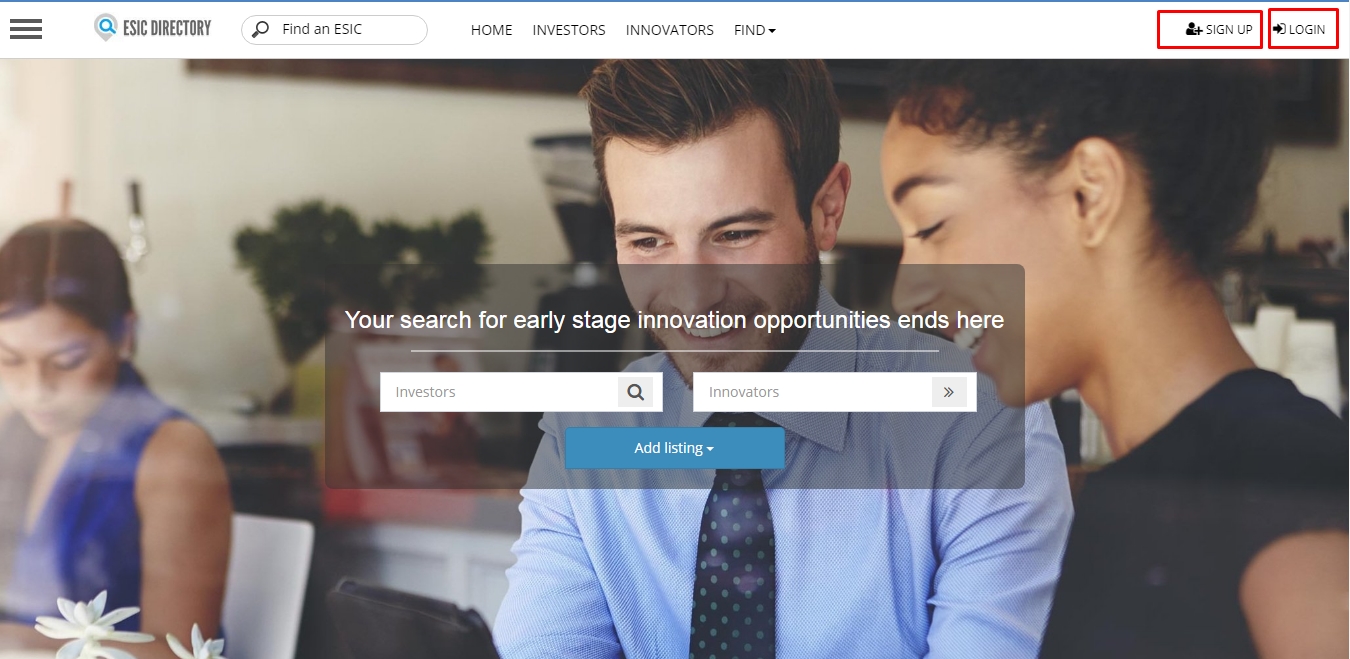 ESIC DIRECTORY
Find an ESIC
HOME INVESTORS INNOVATORS FIND
SIGN UP LOGIN
Your search for early stage innovation opportunities ends here
Investors
Innovators
Add listing